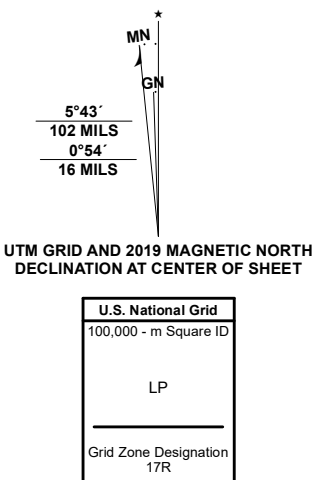 MN
GN
5°43´
102 MILS
0°54´
16 MILS
UTM GRID AND 2019 MAGNETIC NORTH
DECLINATION AT CENTER OF SHEET
U.S. National Grid
100,000 - m Square ID
LP
Grid Zone Designation
17R